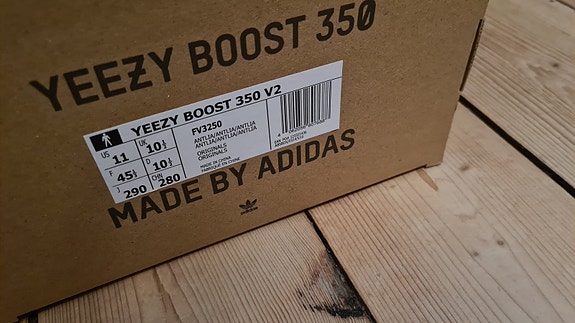 YEEZY BOOST 350
YEEZY BOOST 350 V2
US 11 UK 10½
F 45⅓ D 10½
J 290 CHN 280
FV3250
ANTLIA/ANTLIA/ANTLIA
ANTLIA/ANTLIA/ANTLIA
ORIGINALS
ORIGINALS
MADE IN CHINA
FABRIQUÉ EN CHINE
MADE BY ADIDAS
adidas